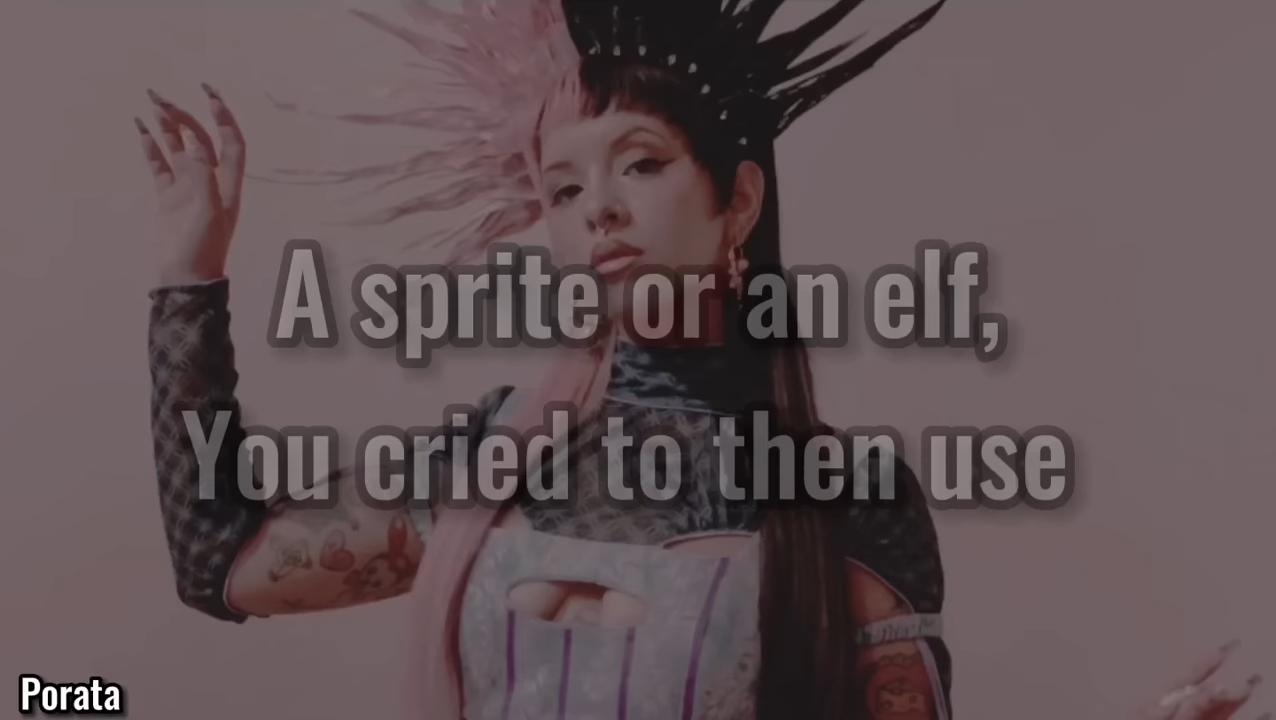 A sprite or an elf,
You cried to then use
Porata